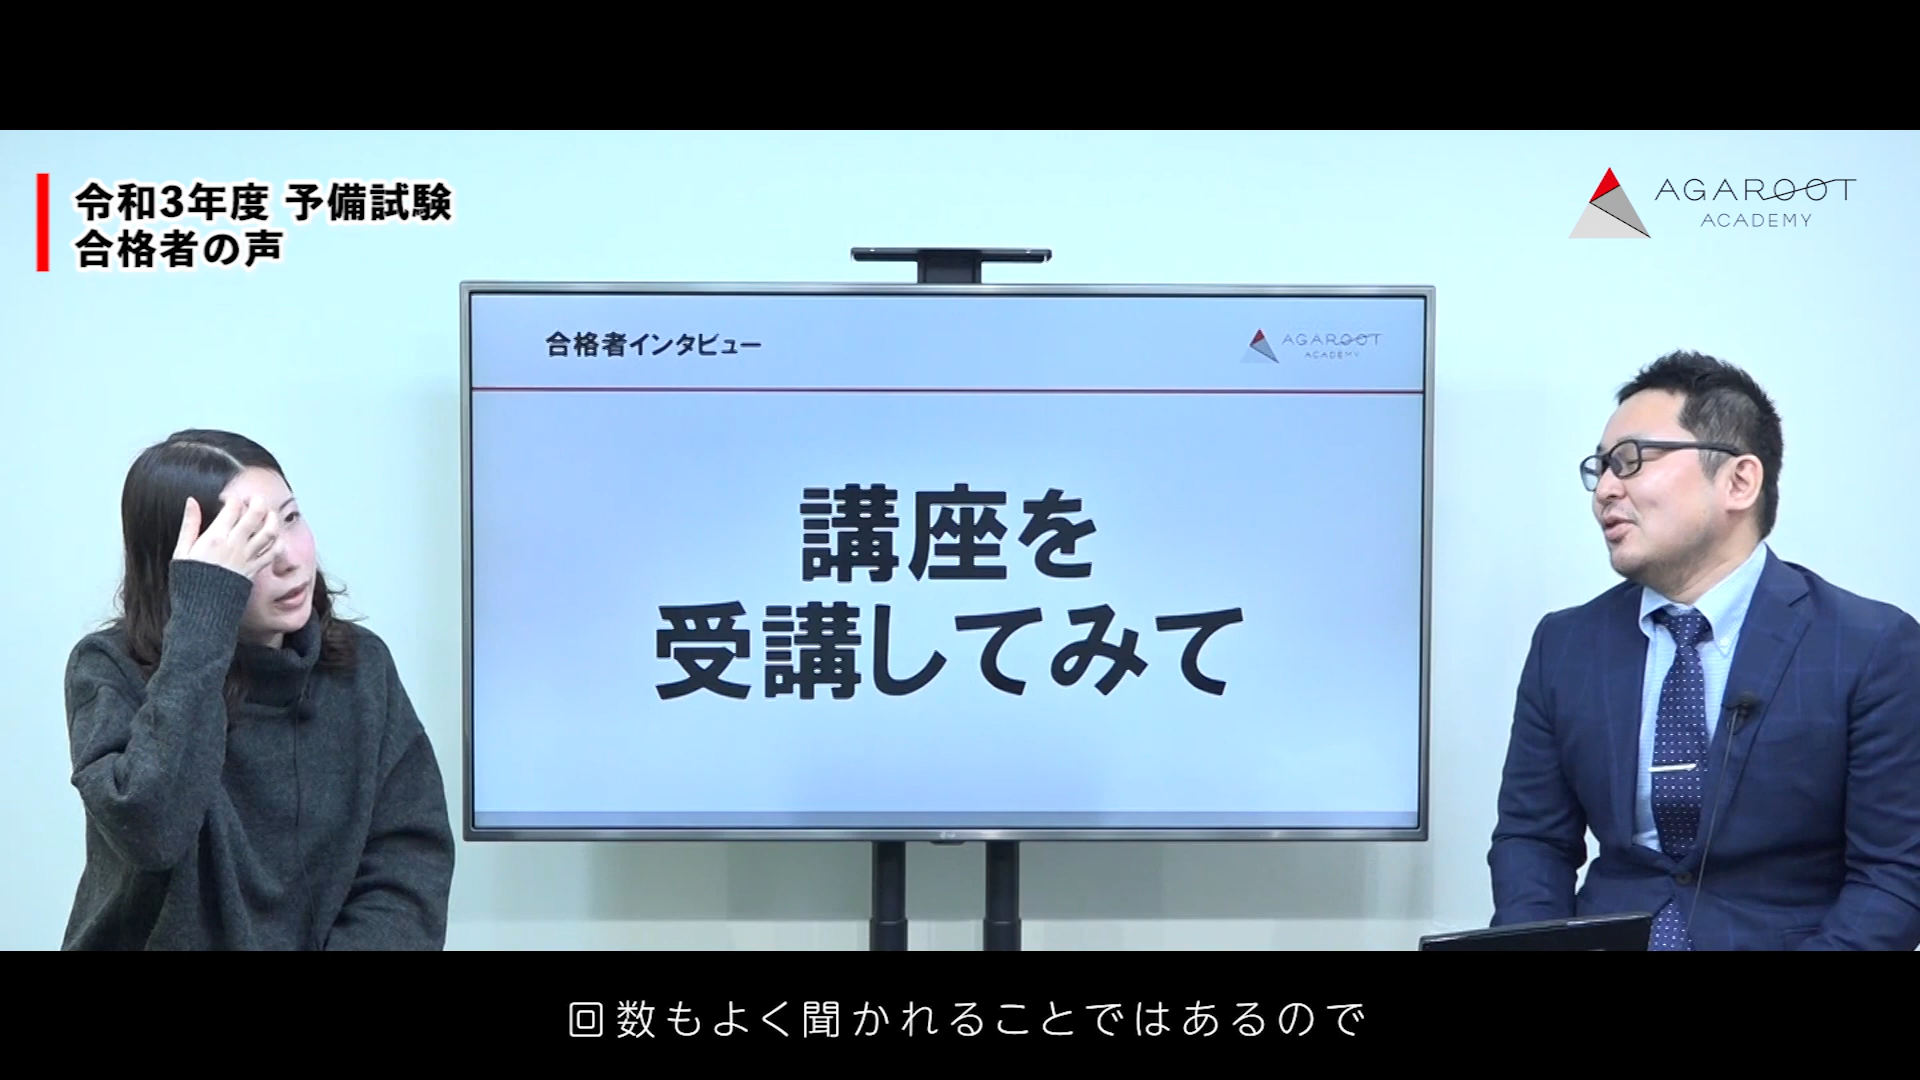 令和3年度 予備試験
合格者の声
AGAROOT
ACADEMY
合格者インタビュー
AGAROOT
ACADEMY
講座を
受講してみて
回数もよく聞かれることではあるので